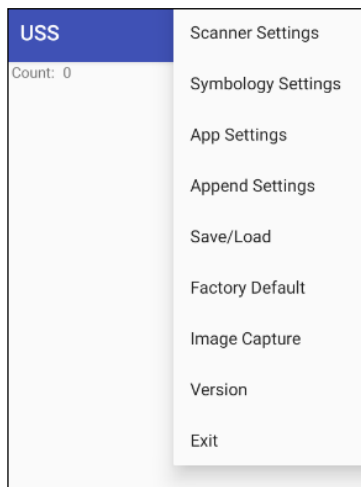 USS
Count: 0
Scanner Settings
Symbology Settings
App Settings
Append Settings
Save/Load
Factory Default
Image Capture
Version
Exit